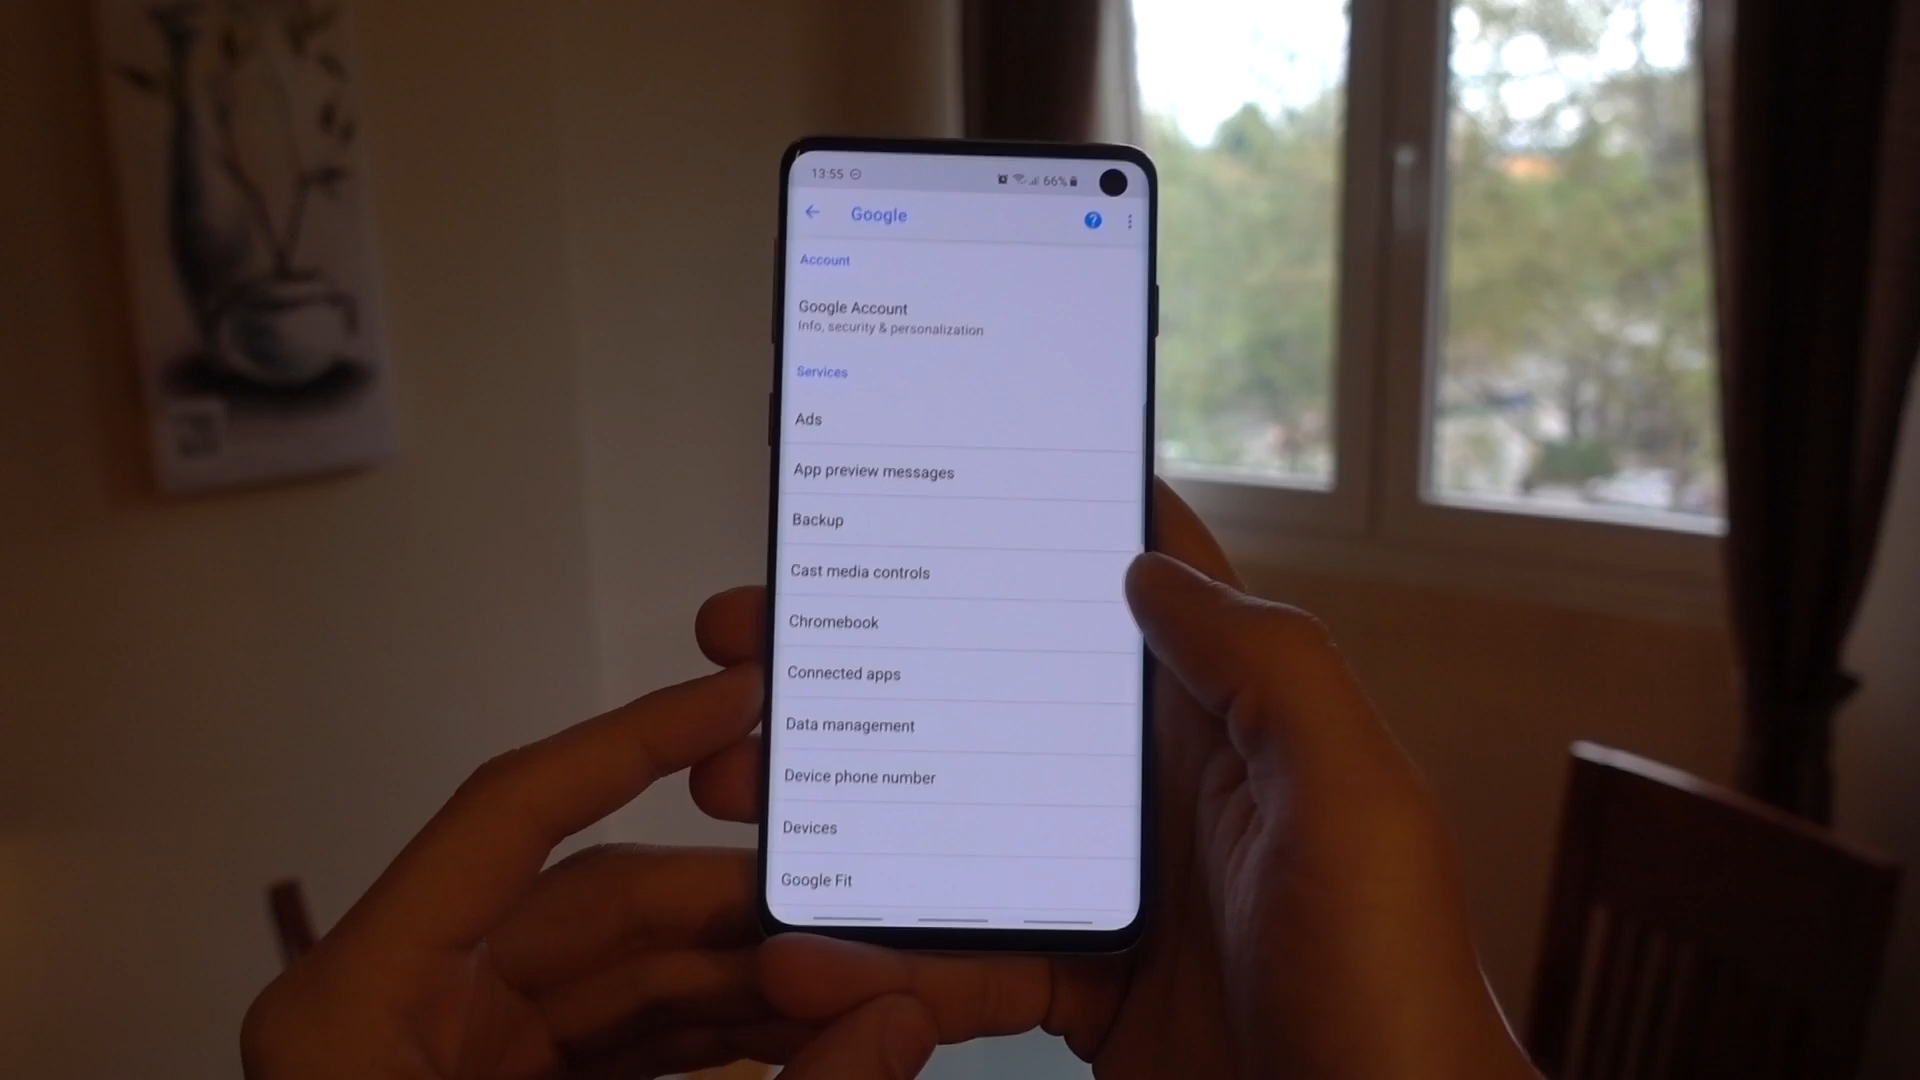 13:55
66%
Google
?
Account
Google Account
Info, security & personalization
Services
Ads
App preview messages
Backup
Cast media controls
Chromebook
Connected apps
Data management
Device phone number
Devices
Google Fit